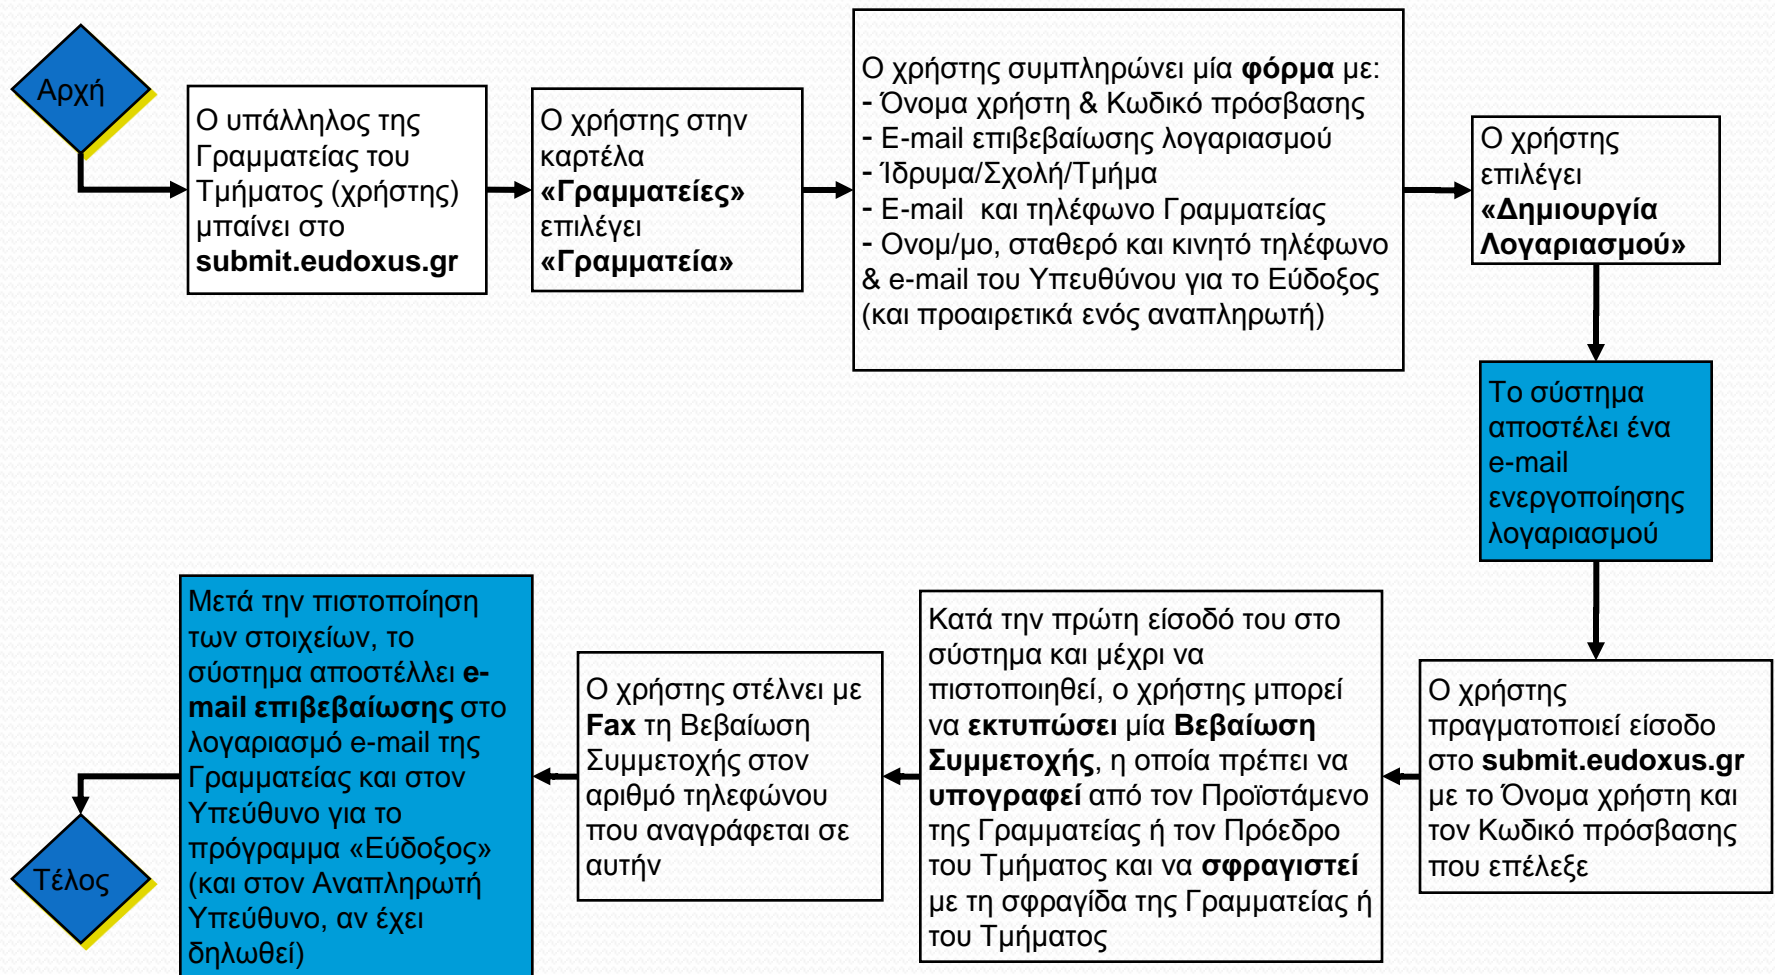 Αρχή
Ο υπάλληλος της
Γραμματείας του
Τμήματος (χρήστης)
μπαίνει στο
submit.eudoxus.gr
Ο χρήστης στην
καρτέλα
«Γραμματείες»
επιλέγει
«Γραμματεία»
Ο χρήστης συμπληρώνει μία φόρμα με:
- Όνομα χρήστη & Κωδικό πρόσβασης
- E-mail επιβεβαίωσης λογαριασμού
- Ίδρυμα/Σχολή/Τμήμα
- E-mail και τηλέφωνο Γραμματείας
- Ονομ/μο, σταθερό και κινητό τηλέφωνο
& e-mail του Υπευθύνου για το Εύδοξος
(και προαιρετικά ενός αναπληρωτή)
Ο χρήστης
επιλέγει
«Δημιουργία
Λογαριασμού»
Το σύστημα
αποστέλει ένα
e-mail
ενεργοποίησης
λογαριασμού
Ο χρήστης
πραγματοποιεί είσοδο
στο submit.eudoxus.gr
με το Όνομα χρήστη και
τον Κωδικό πρόσβασης
που επέλεξε
Κατά την πρώτη είσοδό του στο
σύστημα και μέχρι να
πιστοποιηθεί, ο χρήστης μπορεί
να εκτυπώσει μία Βεβαίωση
Συμμετοχής, η οποία πρέπει να
υπογραφεί από τον Προϊστάμενο
της Γραμματείας ή τον Πρόεδρο
του Τμήματος και να σφραγιστεί
με τη σφραγίδα της Γραμματείας ή
του Τμήματος
Ο χρήστης στέλνει με
Fax τη Βεβαίωση
Συμμετοχής στον
αριθμό τηλεφώνου
που αναγράφεται σε
αυτήν
Μετά την πιστοποίηση
των στοιχείων, το
σύστημα αποστέλλει e-
mail επιβεβαίωσης στο
λογαριασμό e-mail της
Γραμματείας και στον
Υπεύθυνο για το
πρόγραμμα «Εύδοξος»
(και στον Αναπληρωτή
Υπεύθυνο, αν έχει
δηλωθεί)
Τέλος